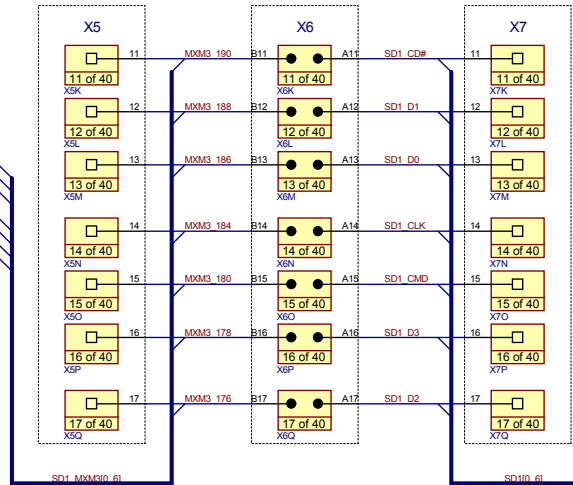 X5 X6 X7
11 MXM3_190 B11 A11 SD1_CD# 11
11 of 40 11 of 40 11 of 40
X5K X6K X7K
12 MXM3_188 B12 A12 SD1_D1 12
12 of 40 12 of 40 12 of 40
X5L X6L X7L
13 MXM3_186 B13 A13 SD1_D0 13
13 of 40 13 of 40 13 of 40
X5M X6M X7M
14 MXM3_184 B14 A14 SD1_CLK 14
14 of 40 14 of 40 14 of 40
X5N X6N X7N
15 MXM3_180 B15 A15 SD1_CMD 15
15 of 40 15 of 40 15 of 40
X5O X6O X7O
16 MXM3_178 B16 A16 SD1_D3 16
16 of 40 16 of 40 16 of 40
X5P X6P X7P
17 MXM3_176 B17 A17 SD1_D2 17
17 of 40 17 of 40 17 of 40
X5Q X6Q X7Q
SD1_MXM3[0..6] SD1[0..6]